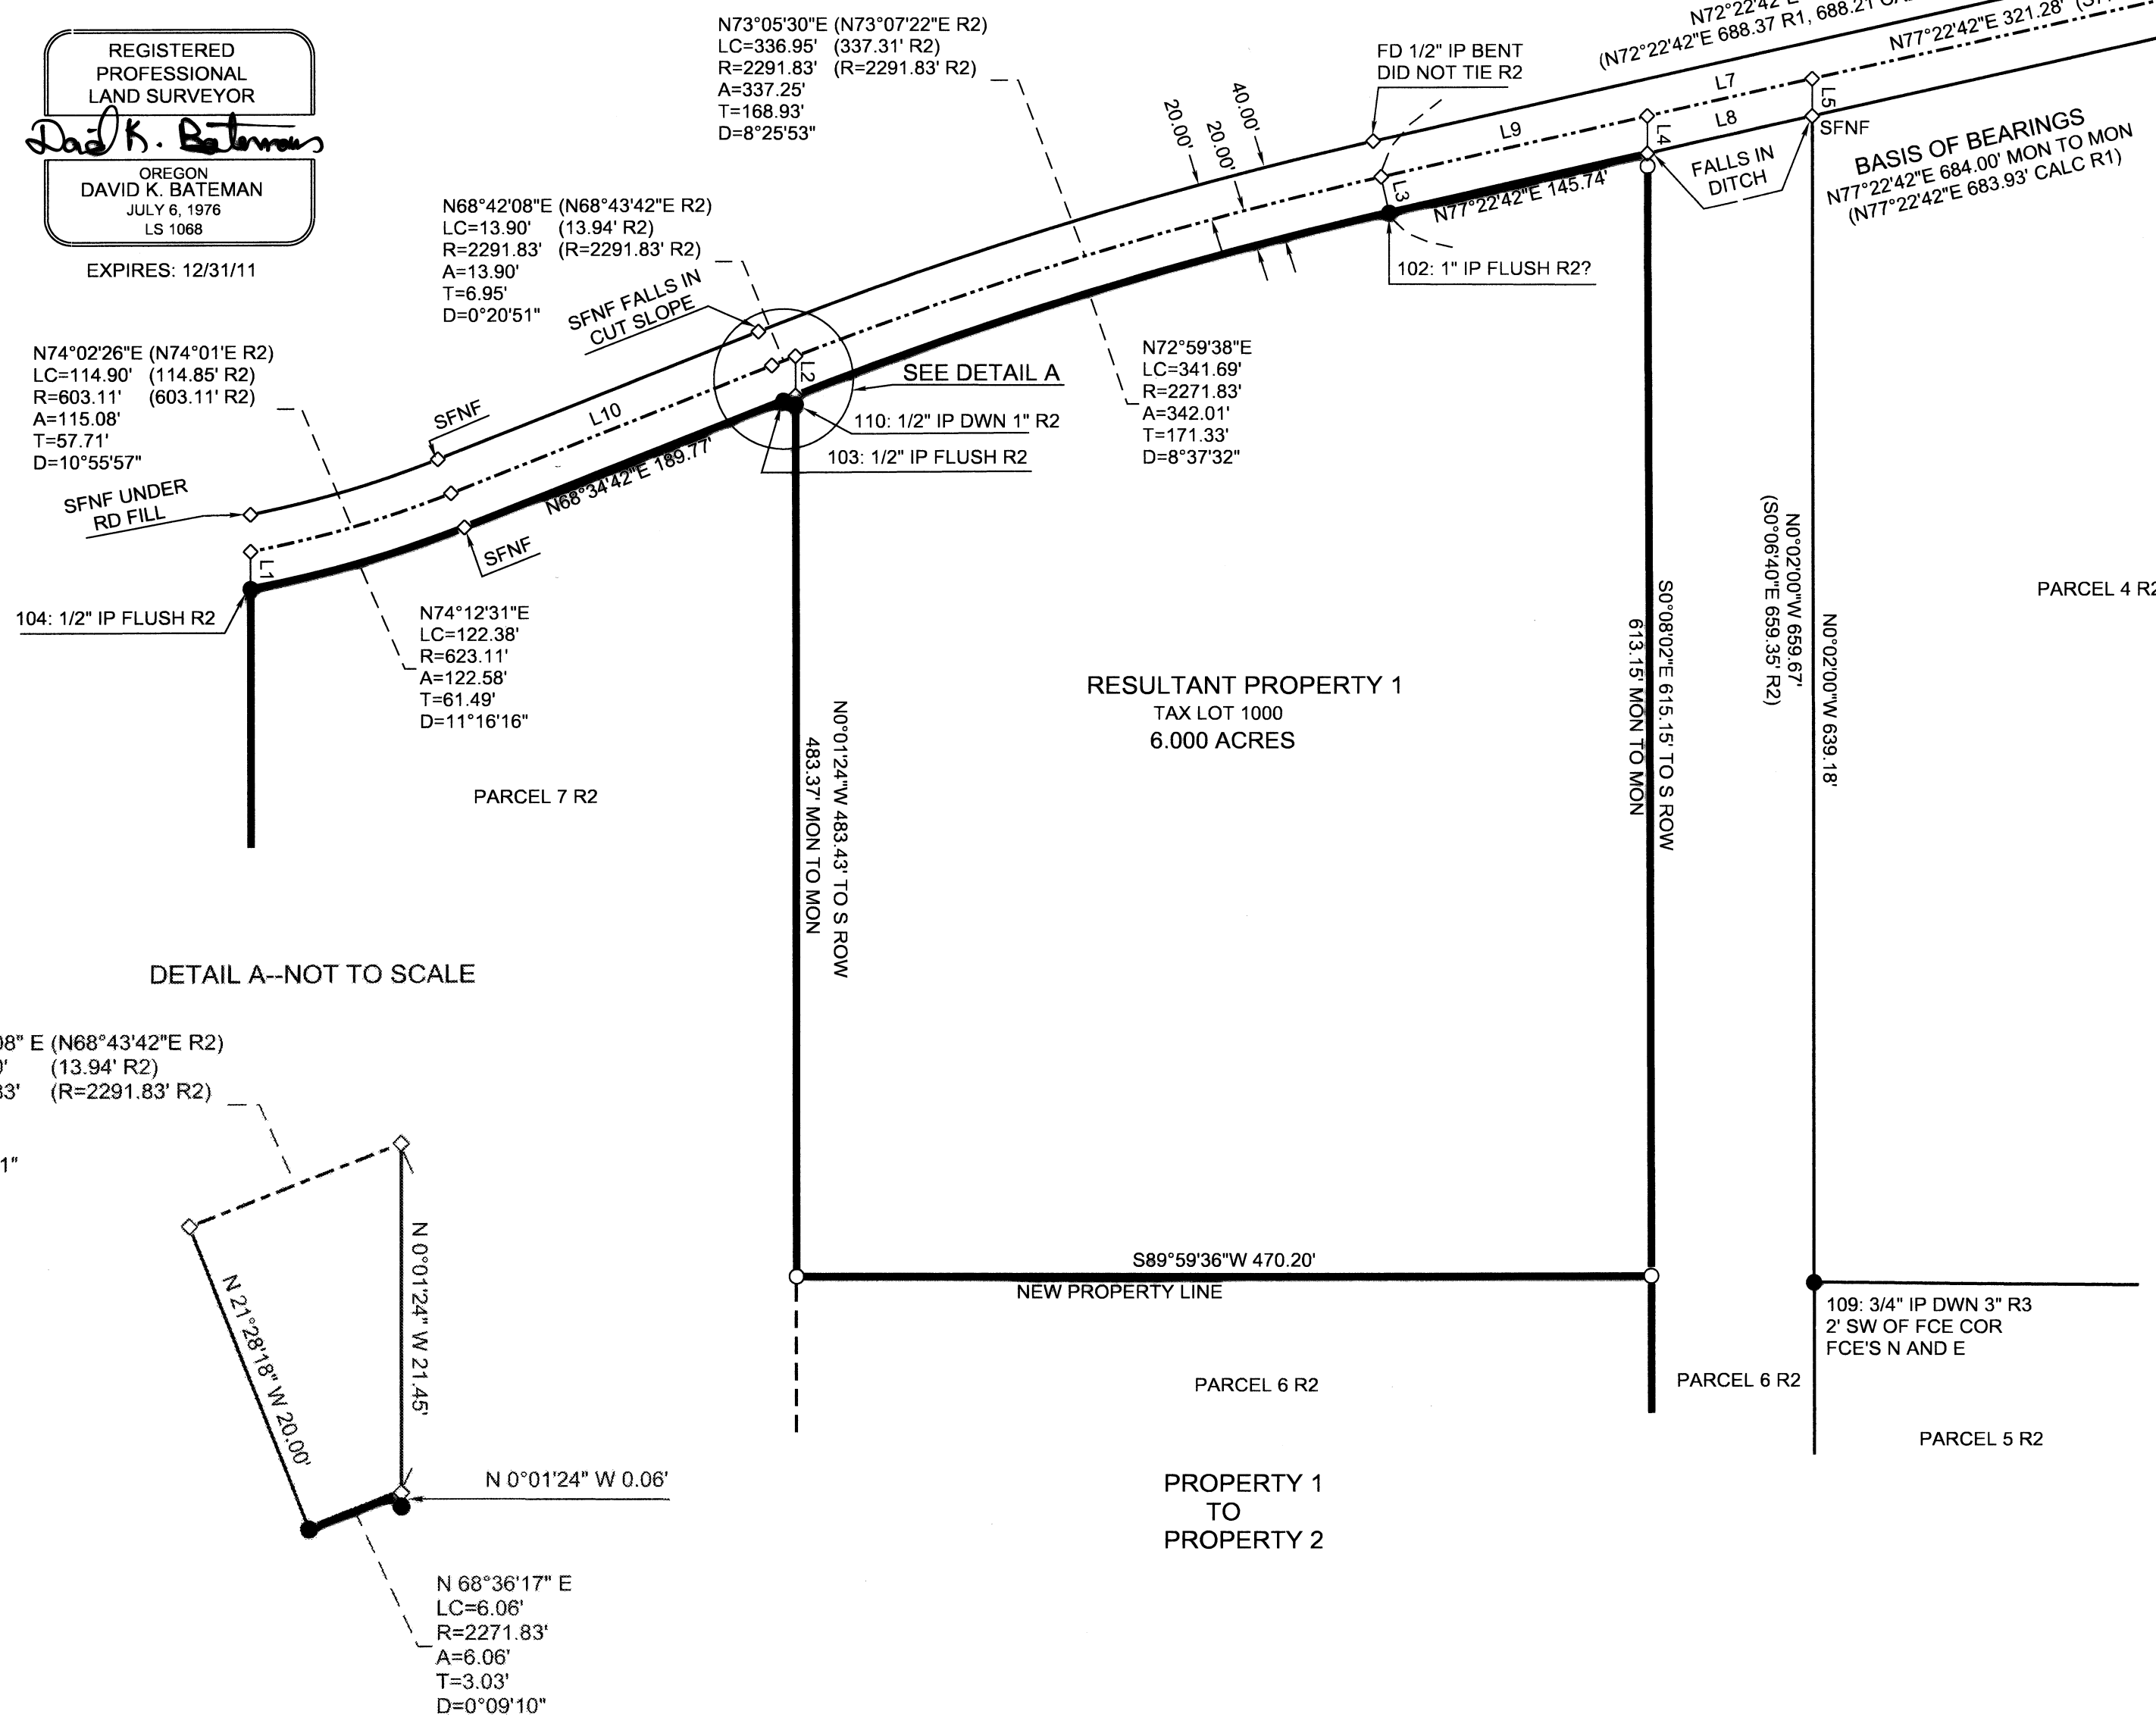 REGISTERED
PROFESSIONAL
LAND SURVEYOR
David K. Bateman
OREGON
DAVID K. BATEMAN
JULY 6, 1976
LS 1068
EXPIRES: 12/31/11
N73°05'30"E (N73°07'22"E R2)
LC=336.95' (337.31' R2)
R=2291.83' (R=2291.83' R2)
A=337.25'
T=168.93'
D=8°25'53"
N68°42'08"E (N68°43'42"E R2)
LC=13.90' (13.94' R2)
R=2291.83' (R=2291.83' R2)
A=13.90'
T=6.95'
D=0°20'51"
N74°02'26"E (N74°01'E R2)
LC=114.90' (114.85' R2)
R=603.11' (603.11' R2)
A=115.08'
T=57.71'
D=10°55'57"
SFNF UNDER
RD FILL
SFNF
SFNF FALLS IN
CUT SLOPE
L10
N68°34'42"E 189.77'
SFNF
L1
104: 1/2" IP FLUSH R2
N74°12'31"E
LC=122.38'
R=623.11'
A=122.58'
T=61.49'
D=11°16'16"
PARCEL 7 R2
L2
SEE DETAIL A
110: 1/2" IP DWN 1" R2
103: 1/2" IP FLUSH R2
20.00'
20.00'
40.00'
FD 1/2" IP BENT
DID NOT TIE R2
N72°22'42"E
(N72°22'42"E 688.37 R1, 688.21
N77°22'42"E 321.28'
L7
L9
L8
L3
L4
L5
SFNF
N77°22'42"E 145.74'
FALLS IN
DITCH
BASIS OF BEARINGS
N77°22'42"E 684.00' MON TO MON
(N77°22'42"E 683.93' CALC R1)
102: 1" IP FLUSH R2?
N72°59'38"E
LC=341.69'
R=2271.83'
A=342.01'
T=171.33'
D=8°37'32"
RESULTANT PROPERTY 1
TAX LOT 1000
6.000 ACRES
N0°01'24"W 483.43' TO S ROW
483.37' MON TO MON
S0°08'02"E 615.15' TO S ROW
613.15' MON TO MON
N0°02'00"W 659.67'
(S0°06'40"E 659.35' R2)
N0°02'00"W 639.18'
PARCEL 4 R2
S89°59'36"W 470.20'
NEW PROPERTY LINE
109: 3/4" IP DWN 3" R3
2' SW OF FCE COR
FCE'S N AND E
PARCEL 6 R2
PARCEL 6 R2
PARCEL 5 R2
PROPERTY 1
TO
PROPERTY 2
DETAIL A--NOT TO SCALE
08" E (N68°43'42"E R2)
0' (13.94' R2)
83' (R=2291.83' R2)
1"
N 21°28'18" W 20.00'
N 0°01'24" W 21.45'
N 0°01'24" W 0.06'
N 68°36'17" E
LC=6.06'
R=2271.83'
A=6.06'
T=3.03'
D=0°09'10"